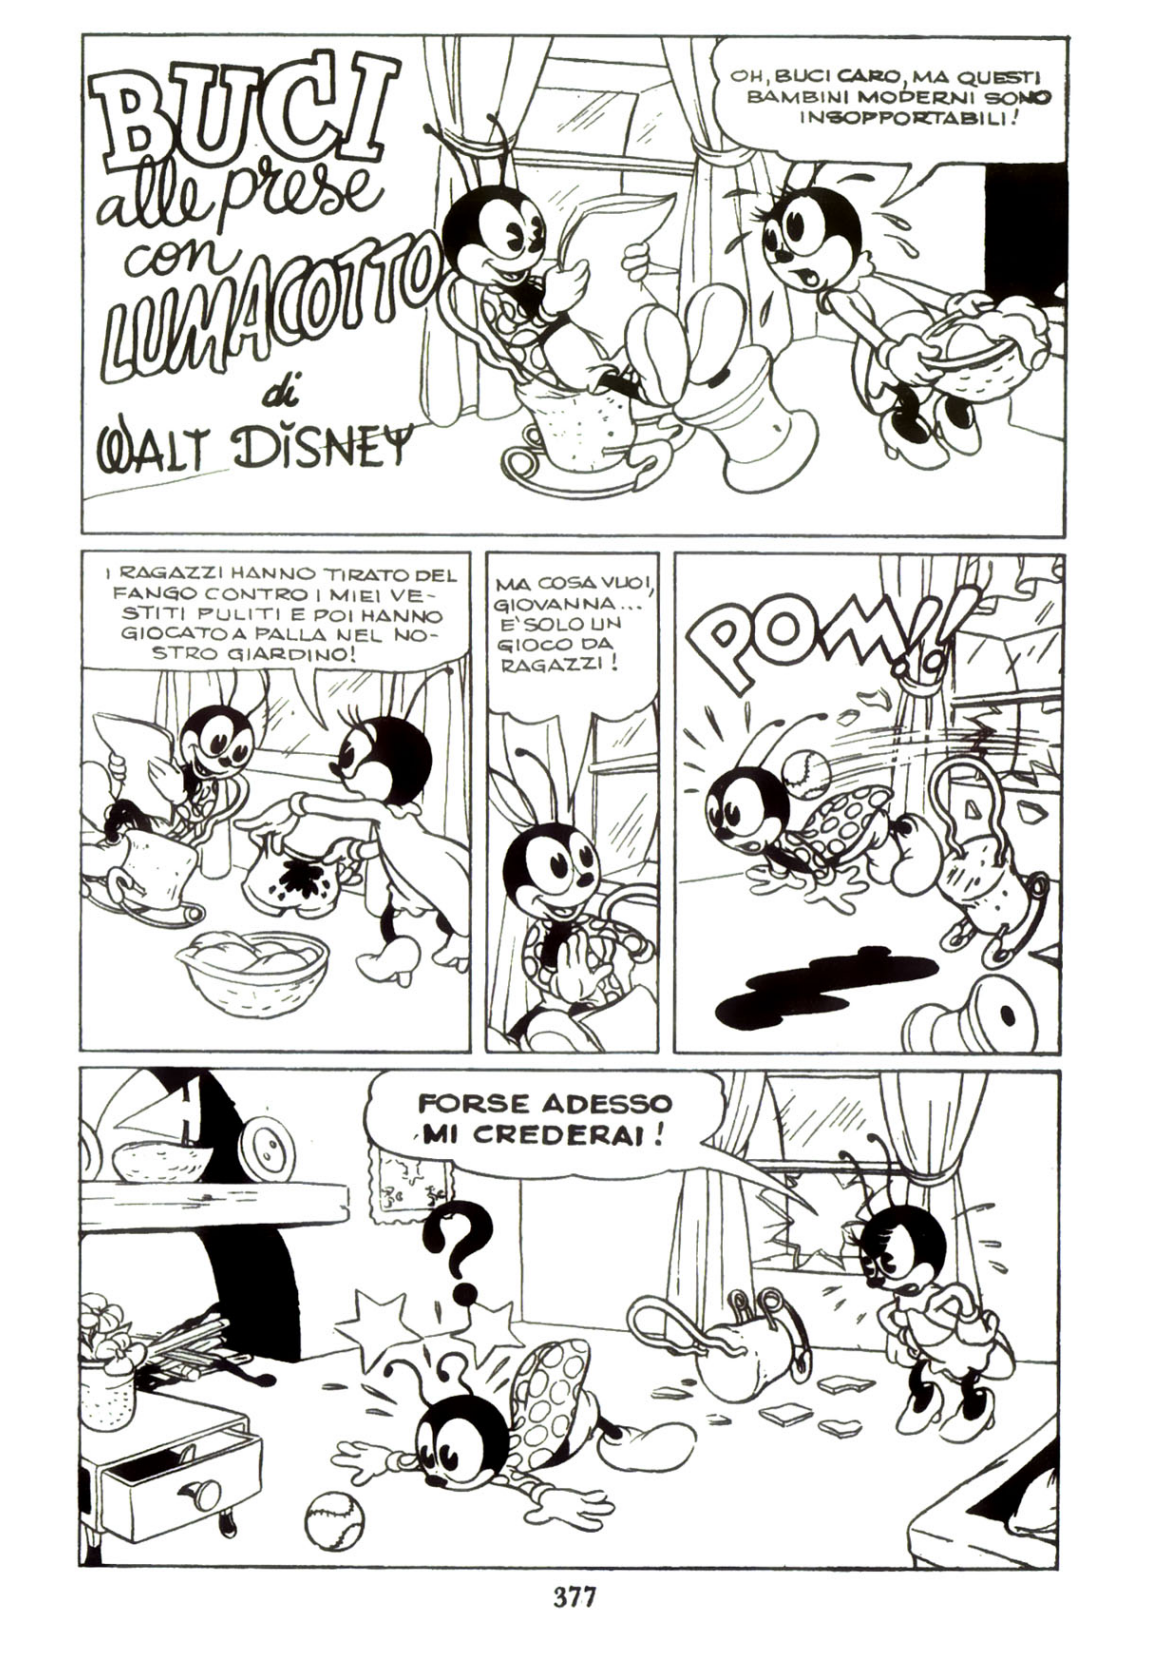 BUCI
alle prese
con
LUMACOTTO
di
WALT DISNEY
OH, BUCI CARO, MA QUESTI
BAMBINI MODERNI SONO
INSOPPORTABILI!
I RAGAZZI HANNO TIRATO DEL
FANGO CONTRO I MIEI VE-
STITI PULITI E POI HANNO
GIOCATO A PALLA NEL NO-
STRO GIARDINO!
MA COSA VUOI,
GIOVANNA...
E' SOLO UN
GIOCO DA
RAGAZZI!
POM!!
FORSE ADESSO
MI CREDERAI!
?
377